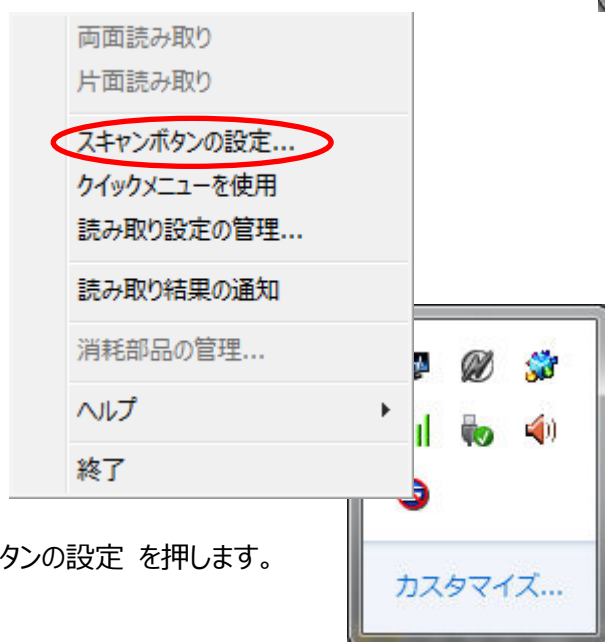 両面読み取り
片面読み取り
スキャンボタンの設定...
クイックメニューを使用
読み取り設定の管理...
読み取り結果の通知
消耗部品の管理...
ヘルプ
終了
タンの設定 を押します。
カスタマイズ...